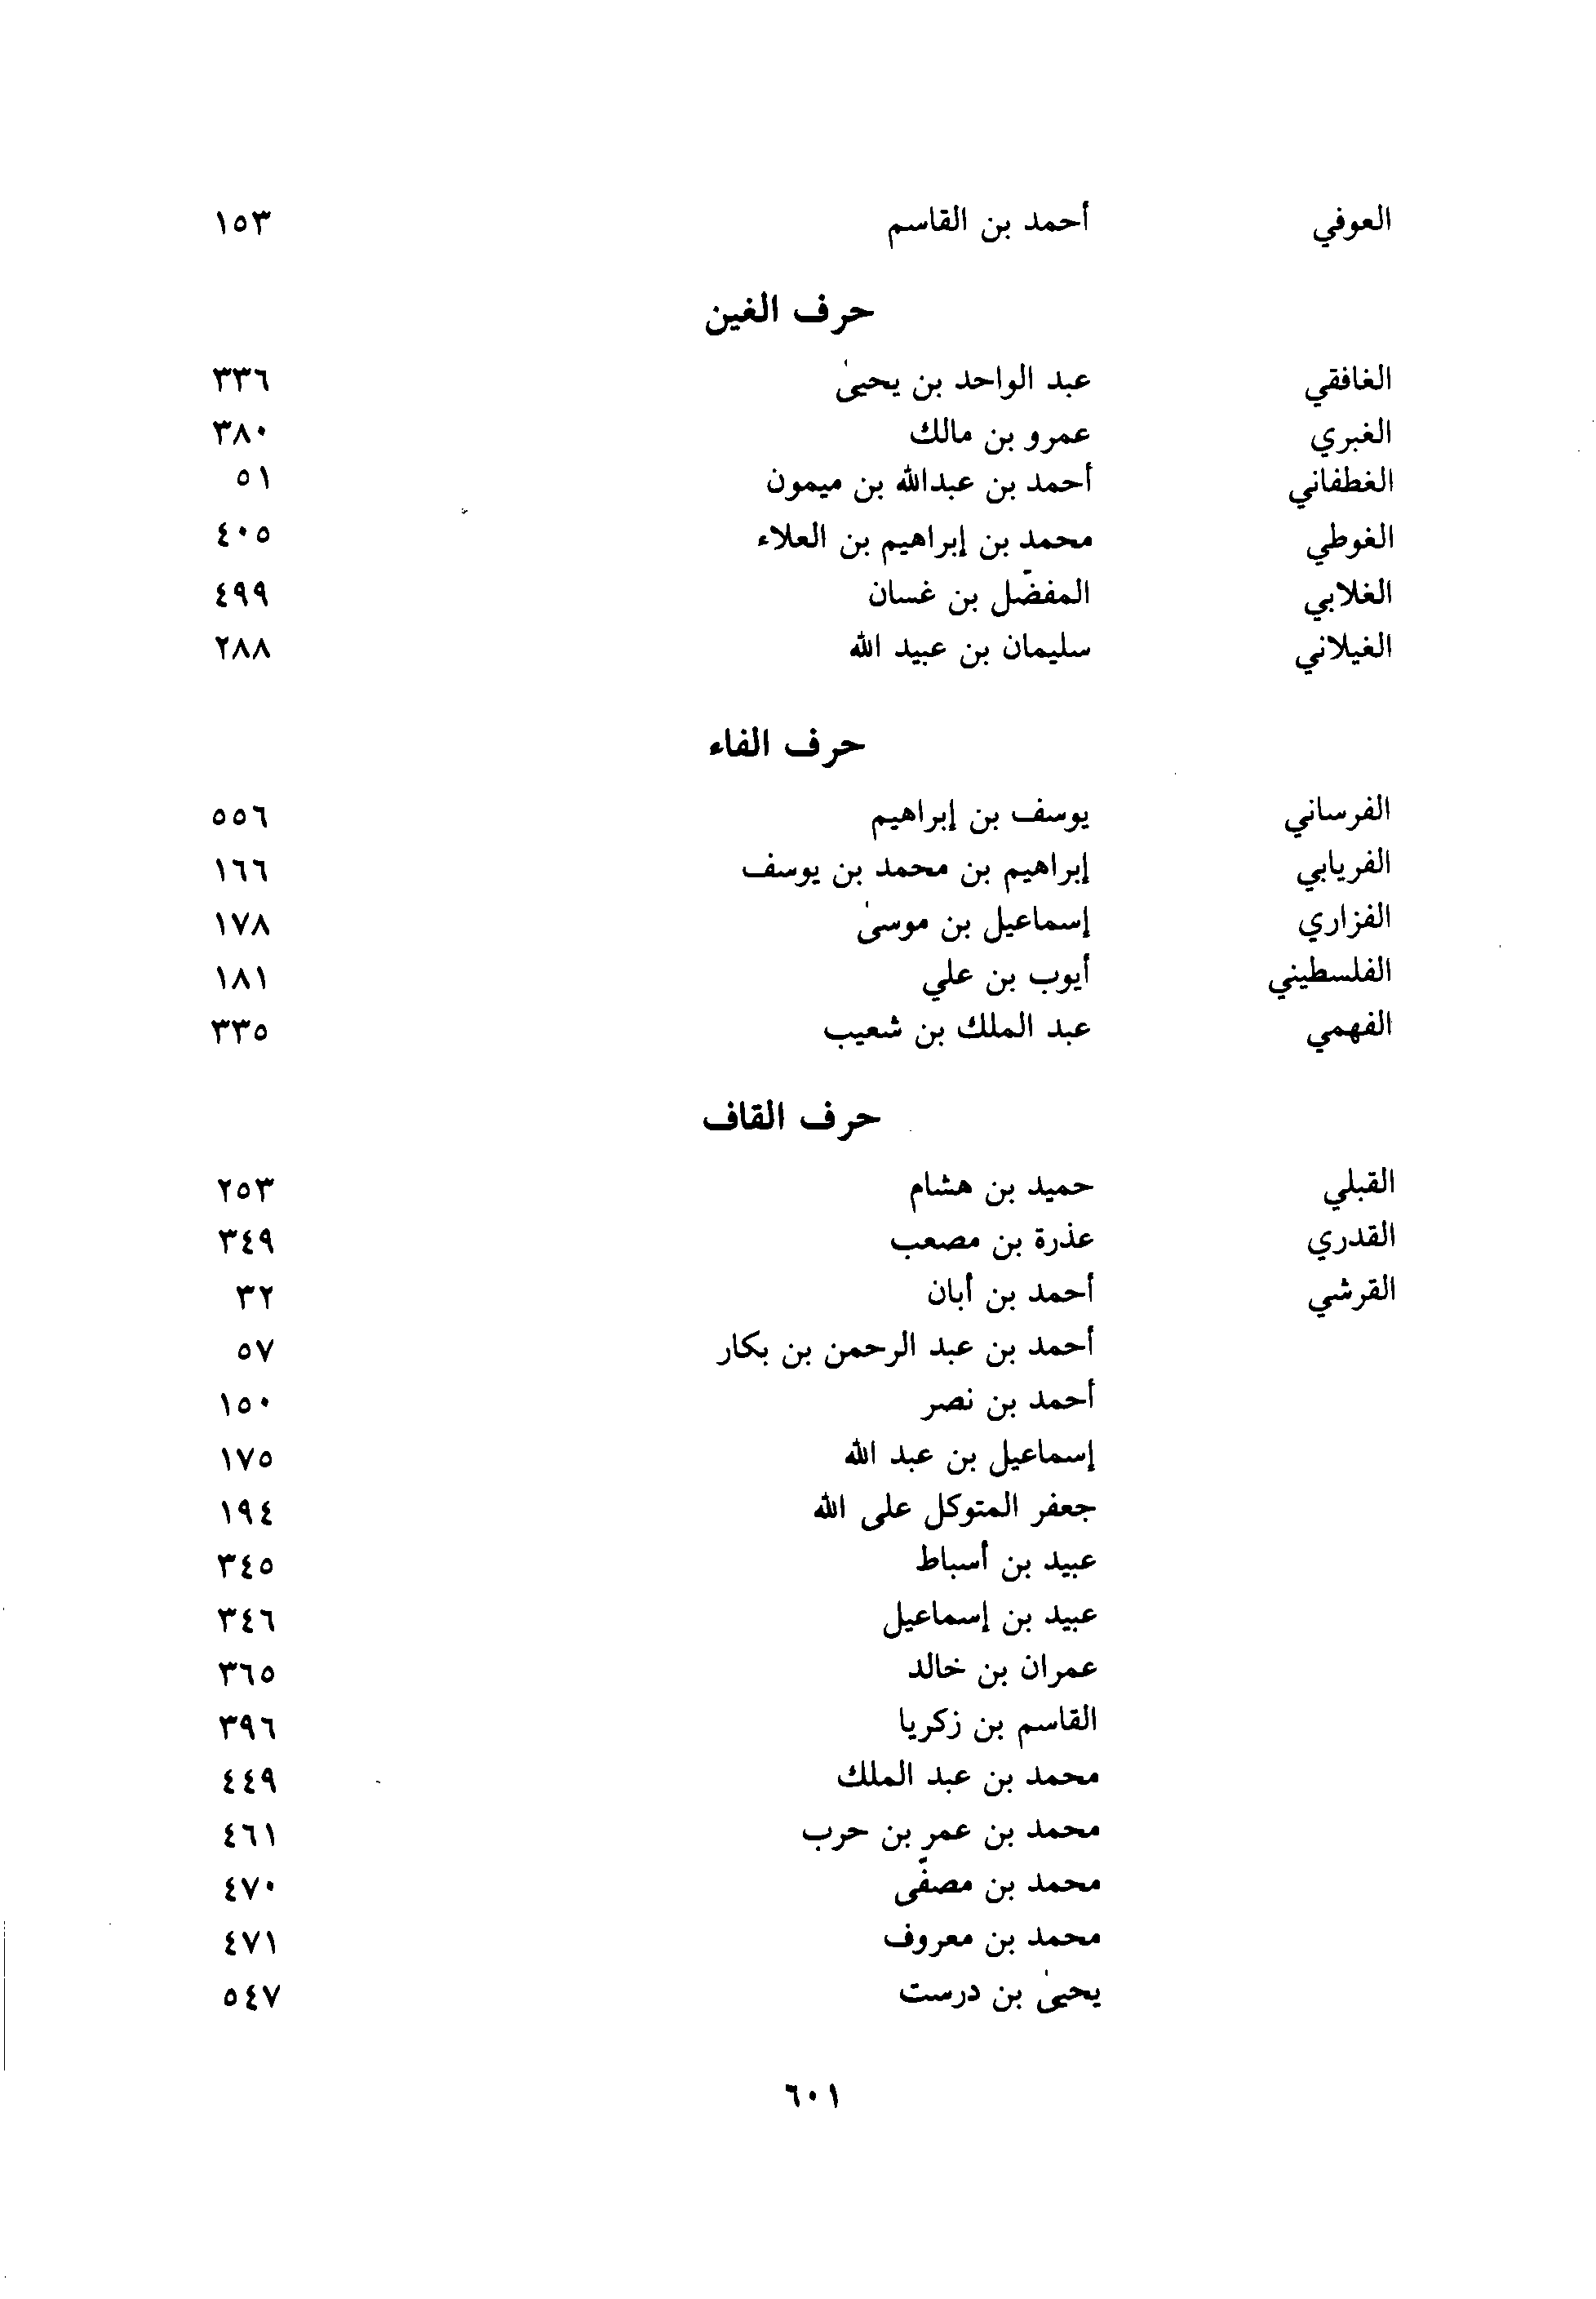 العوفي أحمد بن القاسم ١٥٣
حرف الغين
الغافقي عبد الواحد بن يحيىٰ ٣٣٦
الغبري عمرو بن مالك ٣٨٠
الغطفاني أحمد بن عبدالله بن ميمون ٥١
الغوطي محمد بن إبراهيم بن العلاء ٤٠٥
الغلابي المفضّل بن غسان ٤٩٩
الغيلاني سليمان بن عبيد الله ٢٨٨
حرف الفاء
الفرساني يوسف بن إبراهيم ٥٥٦
الفريابي إبراهيم بن محمد بن يوسف ١٦٦
الفزاري إسماعيل بن موسىٰ ١٧٨
الفلسطيني أيوب بن علي ١٨١
الفهمي عبد الملك بن شعيب ٣٣٥
حرف القاف
القبلي حميد بن هشام ٢٥٣
القدري عذرة بن مصعب ٣٤٩
القرشي أحمد بن أبان ٣٢
أحمد بن عبد الرحمن بن بكار ٥٧
أحمد بن نصر ١٥٠
إسماعيل بن عبد الله ١٧٥
جعفر المتوكل على الله ١٩٤
عبيد بن أسباط ٣٤٥
عبيد بن إسماعيل ٣٤٦
عمران بن خالد ٣٦٥
القاسم بن زكريا ٣٩٦
محمد بن عبد الملك ٤٤٩
محمد بن عمر بن حرب ٤٦١
محمد بن مصفّى ٤٧٠
محمد بن معروف ٤٧١
يحيىٰ بن درست ٥٤٧
٦٠١